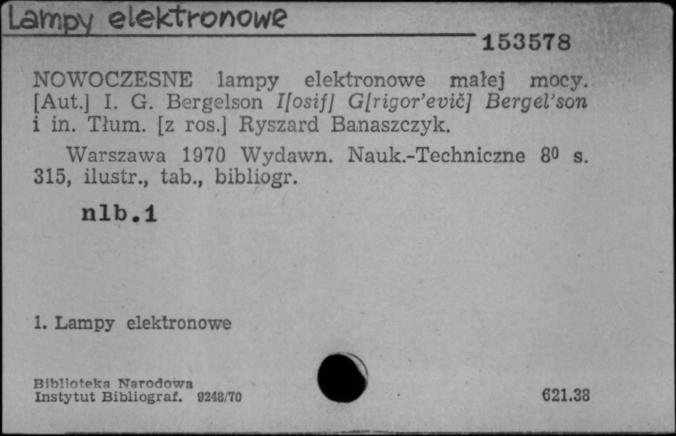 Lampy elektronowe
153578
NOWOCZESNE lampy elektronowe małej mocy.
[Aut.] I. G. Bergelson I[osif] G[rigor'evič] Bergel'son
i in. Tłum. [z ros.] Ryszard Banaszczyk.
Warszawa 1970 Wydawn. Nauk.-Techniczne 8⁰ s.
315, ilustr., tab., bibliogr.
nlb.1
1. Lampy elektronowe
Biblioteka Narodowa
Instytut Bibliograf. 9248/70
621.38